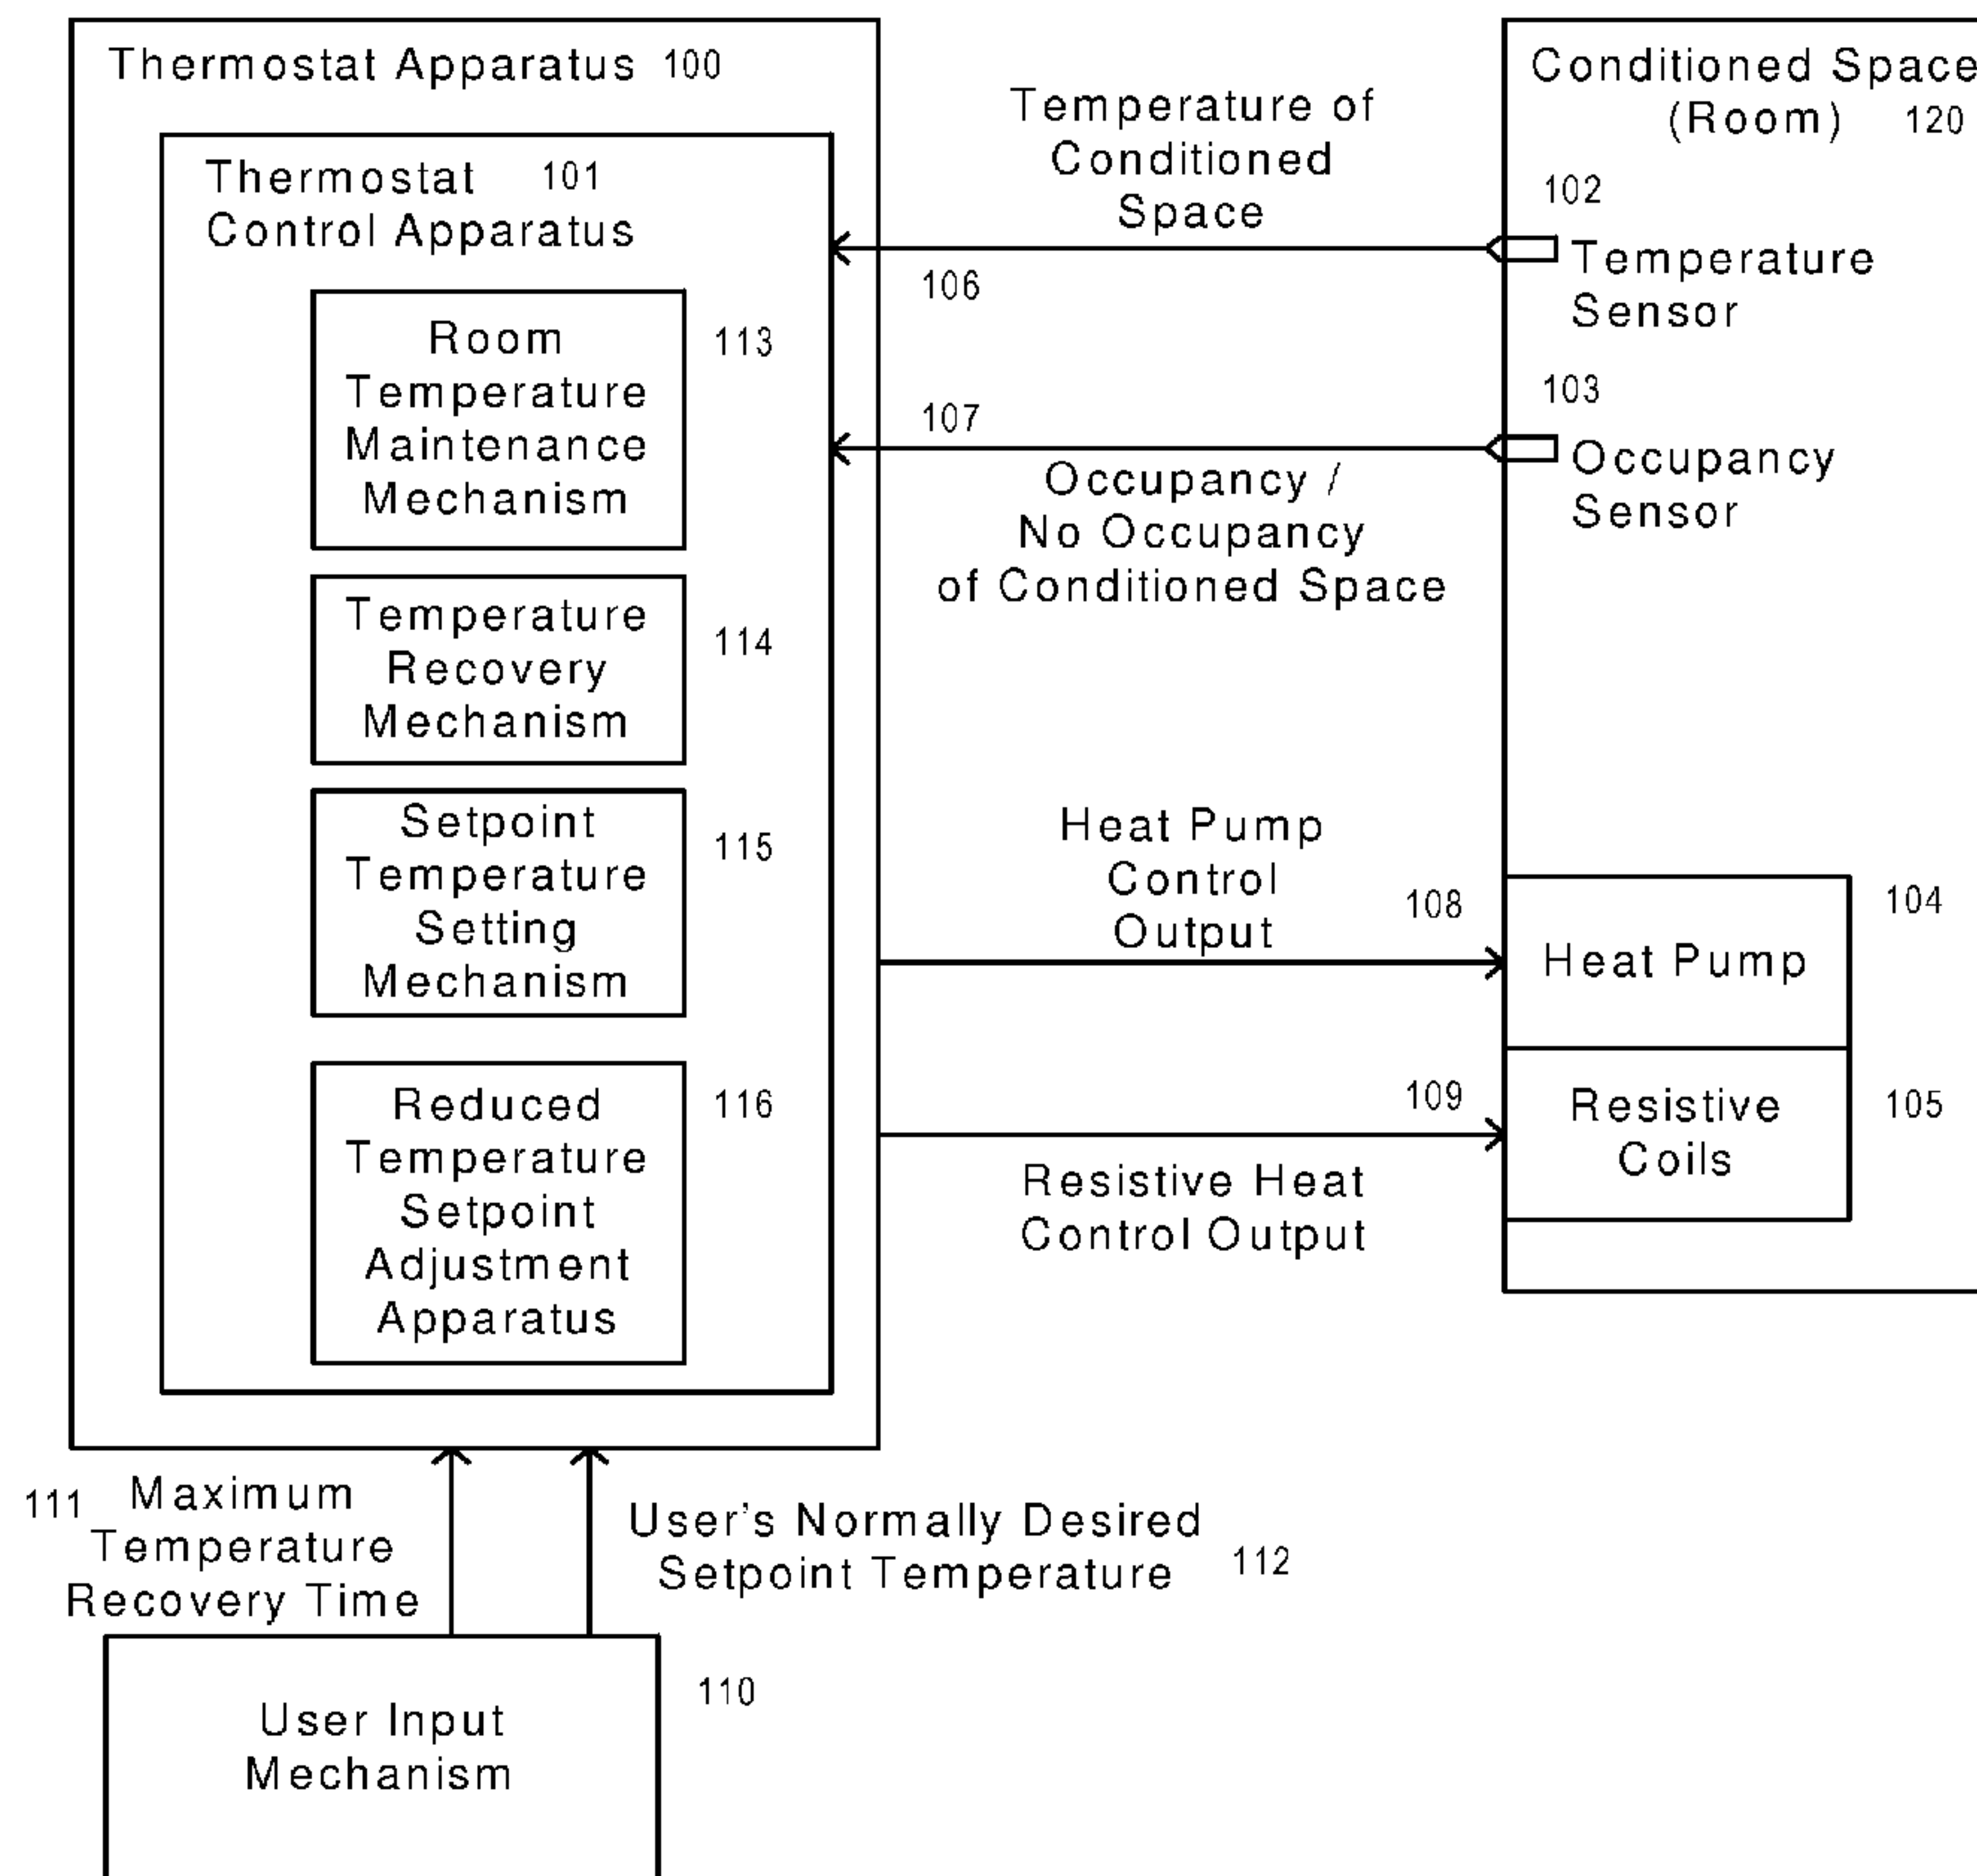 Thermostat Apparatus 100
Thermostat 101
Control Apparatus
Room
Temperature
Maintenance
Mechanism
113
Temperature
Recovery
Mechanism
114
Setpoint
Temperature
Setting
Mechanism
115
Reduced
Temperature
Setpoint
Adjustment
Apparatus
116
Temperature of
Conditioned
Space
106
107
Occupancy /
No Occupancy
of Conditioned Space
Heat Pump
Control
Output
108
109
Resistive Heat
Control Output
Conditioned Space
(Room) 120
102
Temperature
Sensor
103
Occupancy
Sensor
Heat Pump
104
Resistive
Coils
105
111 Maximum
Temperature
Recovery Time
User's Normally Desired
Setpoint Temperature 112
User Input
Mechanism
110